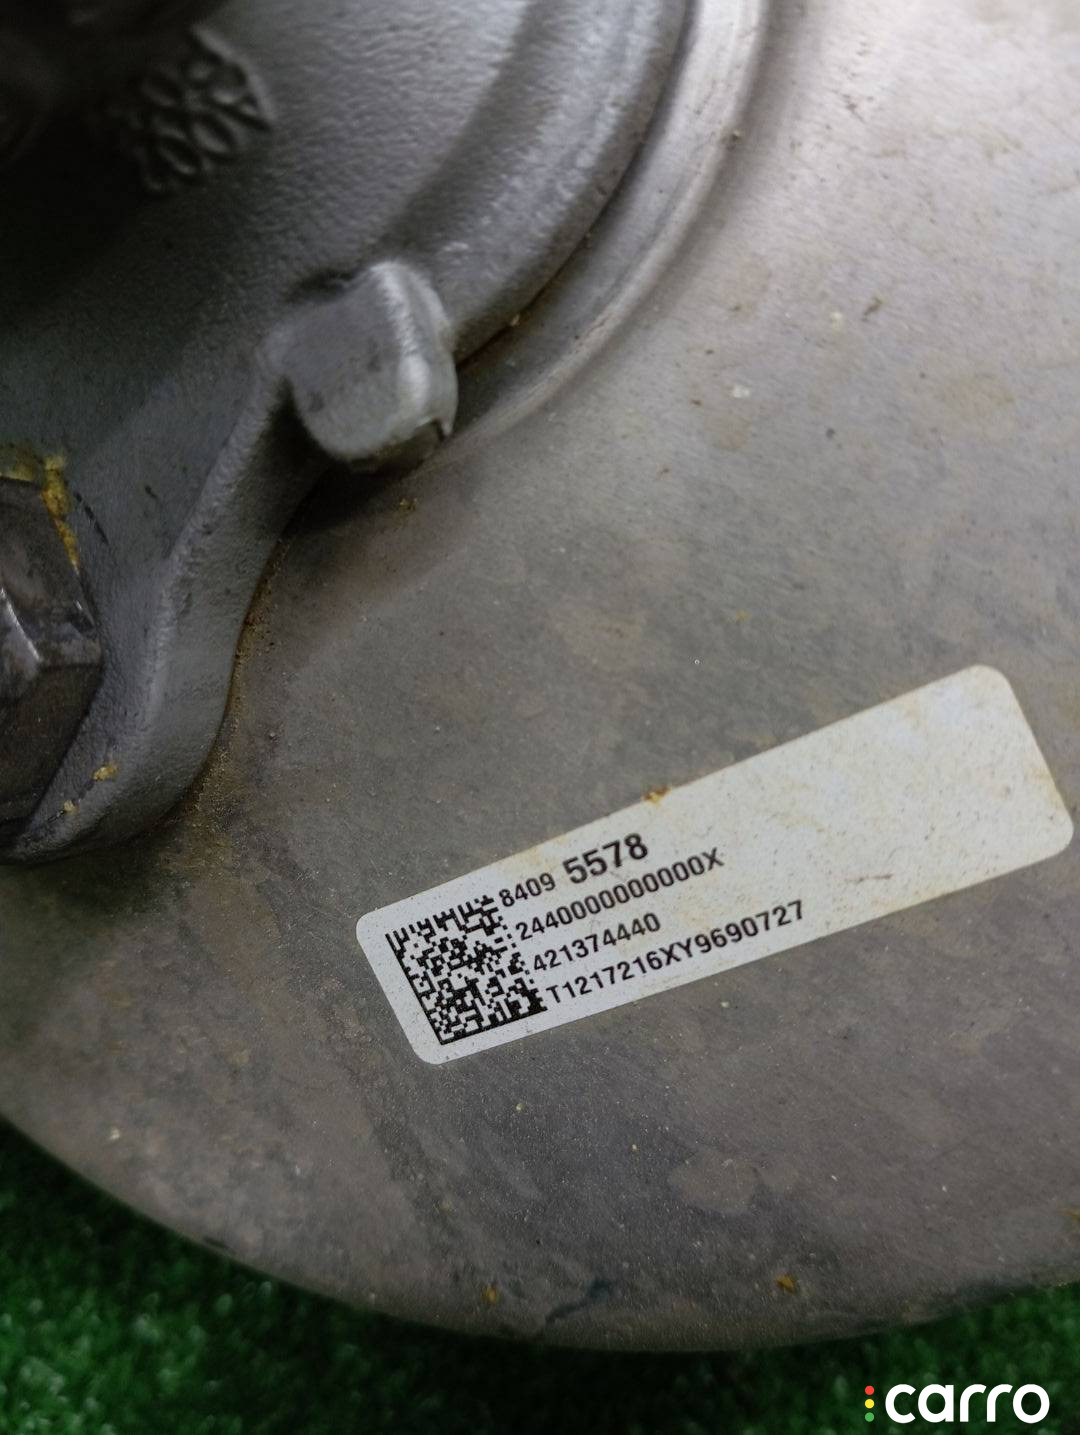 8409 5578
2440000000000X
421374440
T1217216XY9690727
carro